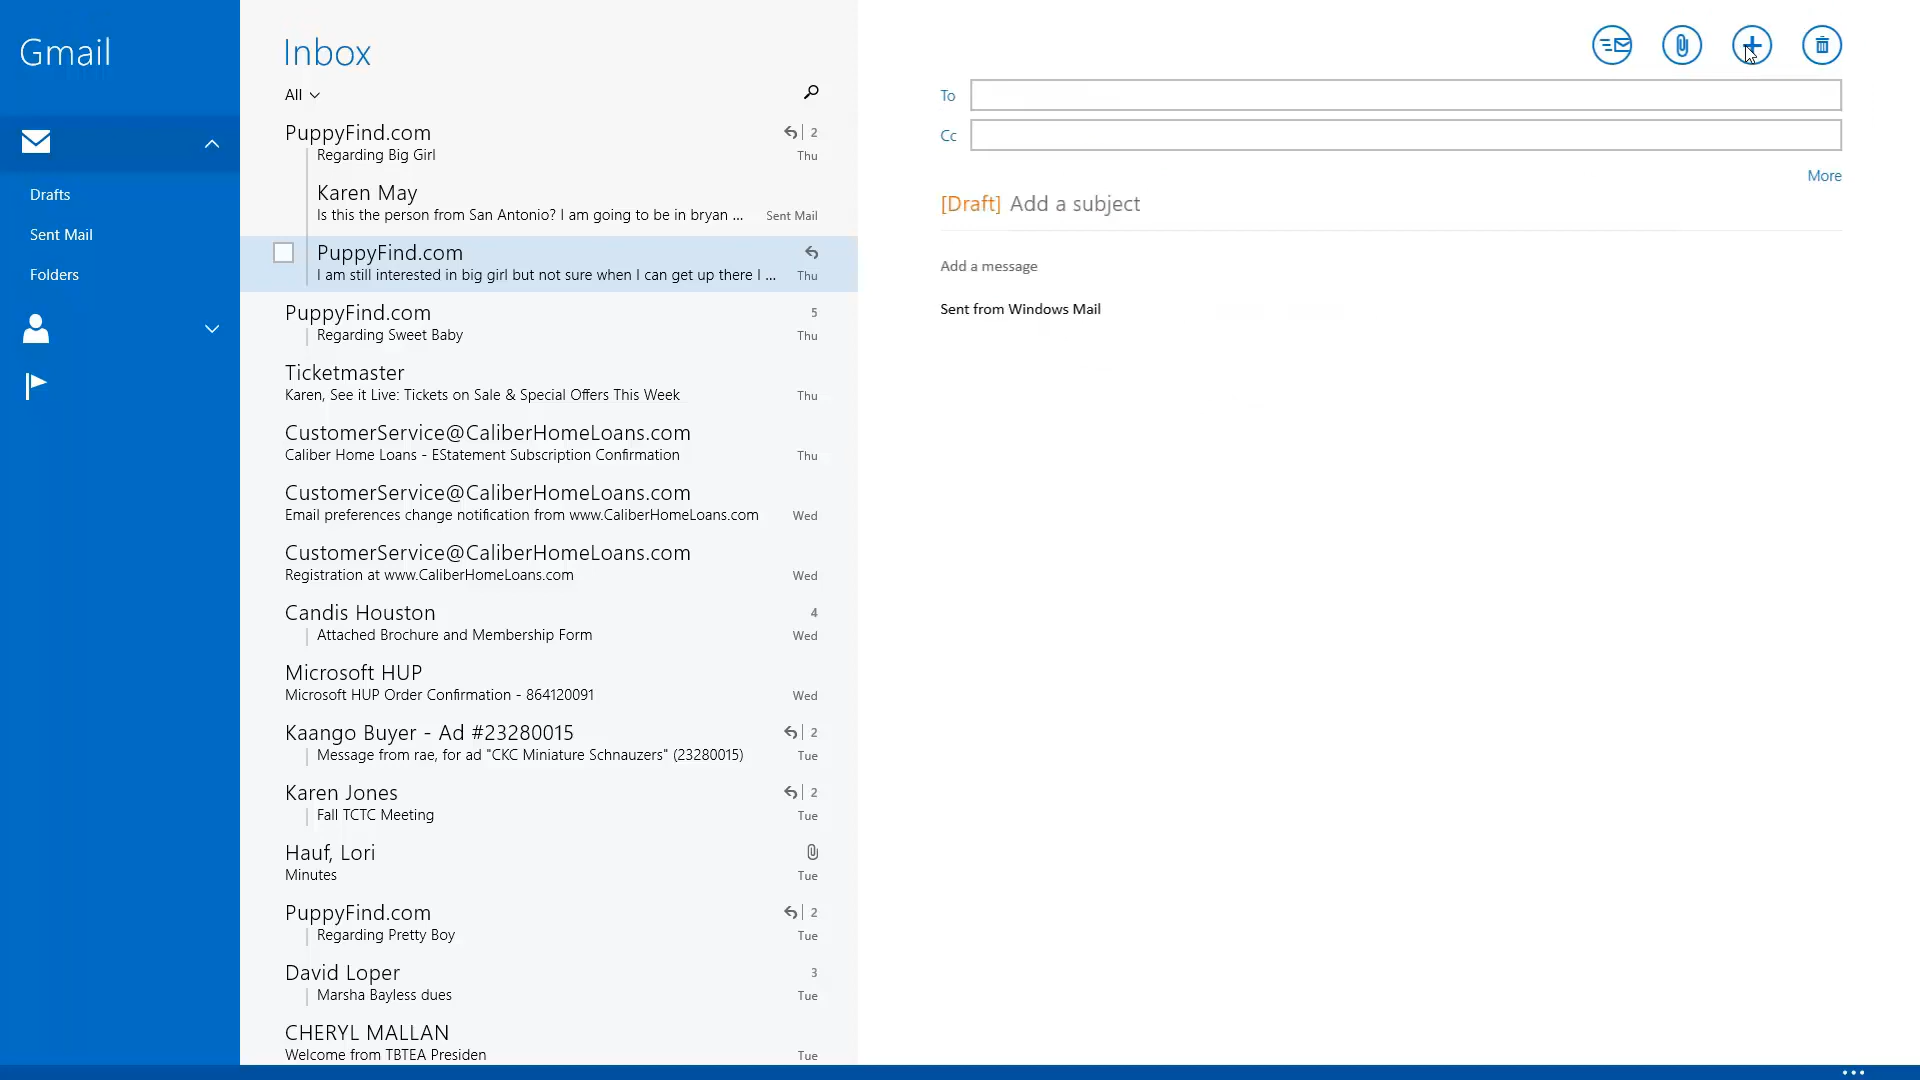 Gmail
Drafts
Sent Mail
Folders
Inbox
All
PuppyFind.com 2
Regarding Big Girl Thu
Karen May
Is this the person from San Antonio? I am going to be in bryan ... Sent Mail
PuppyFind.com
I am still interested in big girl but not sure when I can get up there I ... Thu
PuppyFind.com 5
Regarding Sweet Baby Thu
Ticketmaster
Karen, See it Live: Tickets on Sale & Special Offers This Week Thu
CustomerService@CaliberHomeLoans.com
Caliber Home Loans - EStatement Subscription Confirmation Thu
CustomerService@CaliberHomeLoans.com
Email preferences change notification from www.CaliberHomeLoans.com Wed
CustomerService@CaliberHomeLoans.com
Registration at www.CaliberHomeLoans.com Wed
Candis Houston 4
Attached Brochure and Membership Form Wed
Microsoft HUP
Microsoft HUP Order Confirmation - 864120091 Wed
Kaango Buyer - Ad #23280015 2
Message from rae, for ad "CKC Miniature Schnauzers" (23280015) Tue
Karen Jones 2
Fall TCTC Meeting Tue
Hauf, Lori
Minutes Tue
PuppyFind.com 2
Regarding Pretty Boy Tue
David Loper 3
Marsha Bayless dues Tue
CHERYL MALLAN
Welcome from TBTEA Presiden Tue
To
Cc
More
[Draft] Add a subject
Add a message
Sent from Windows Mail